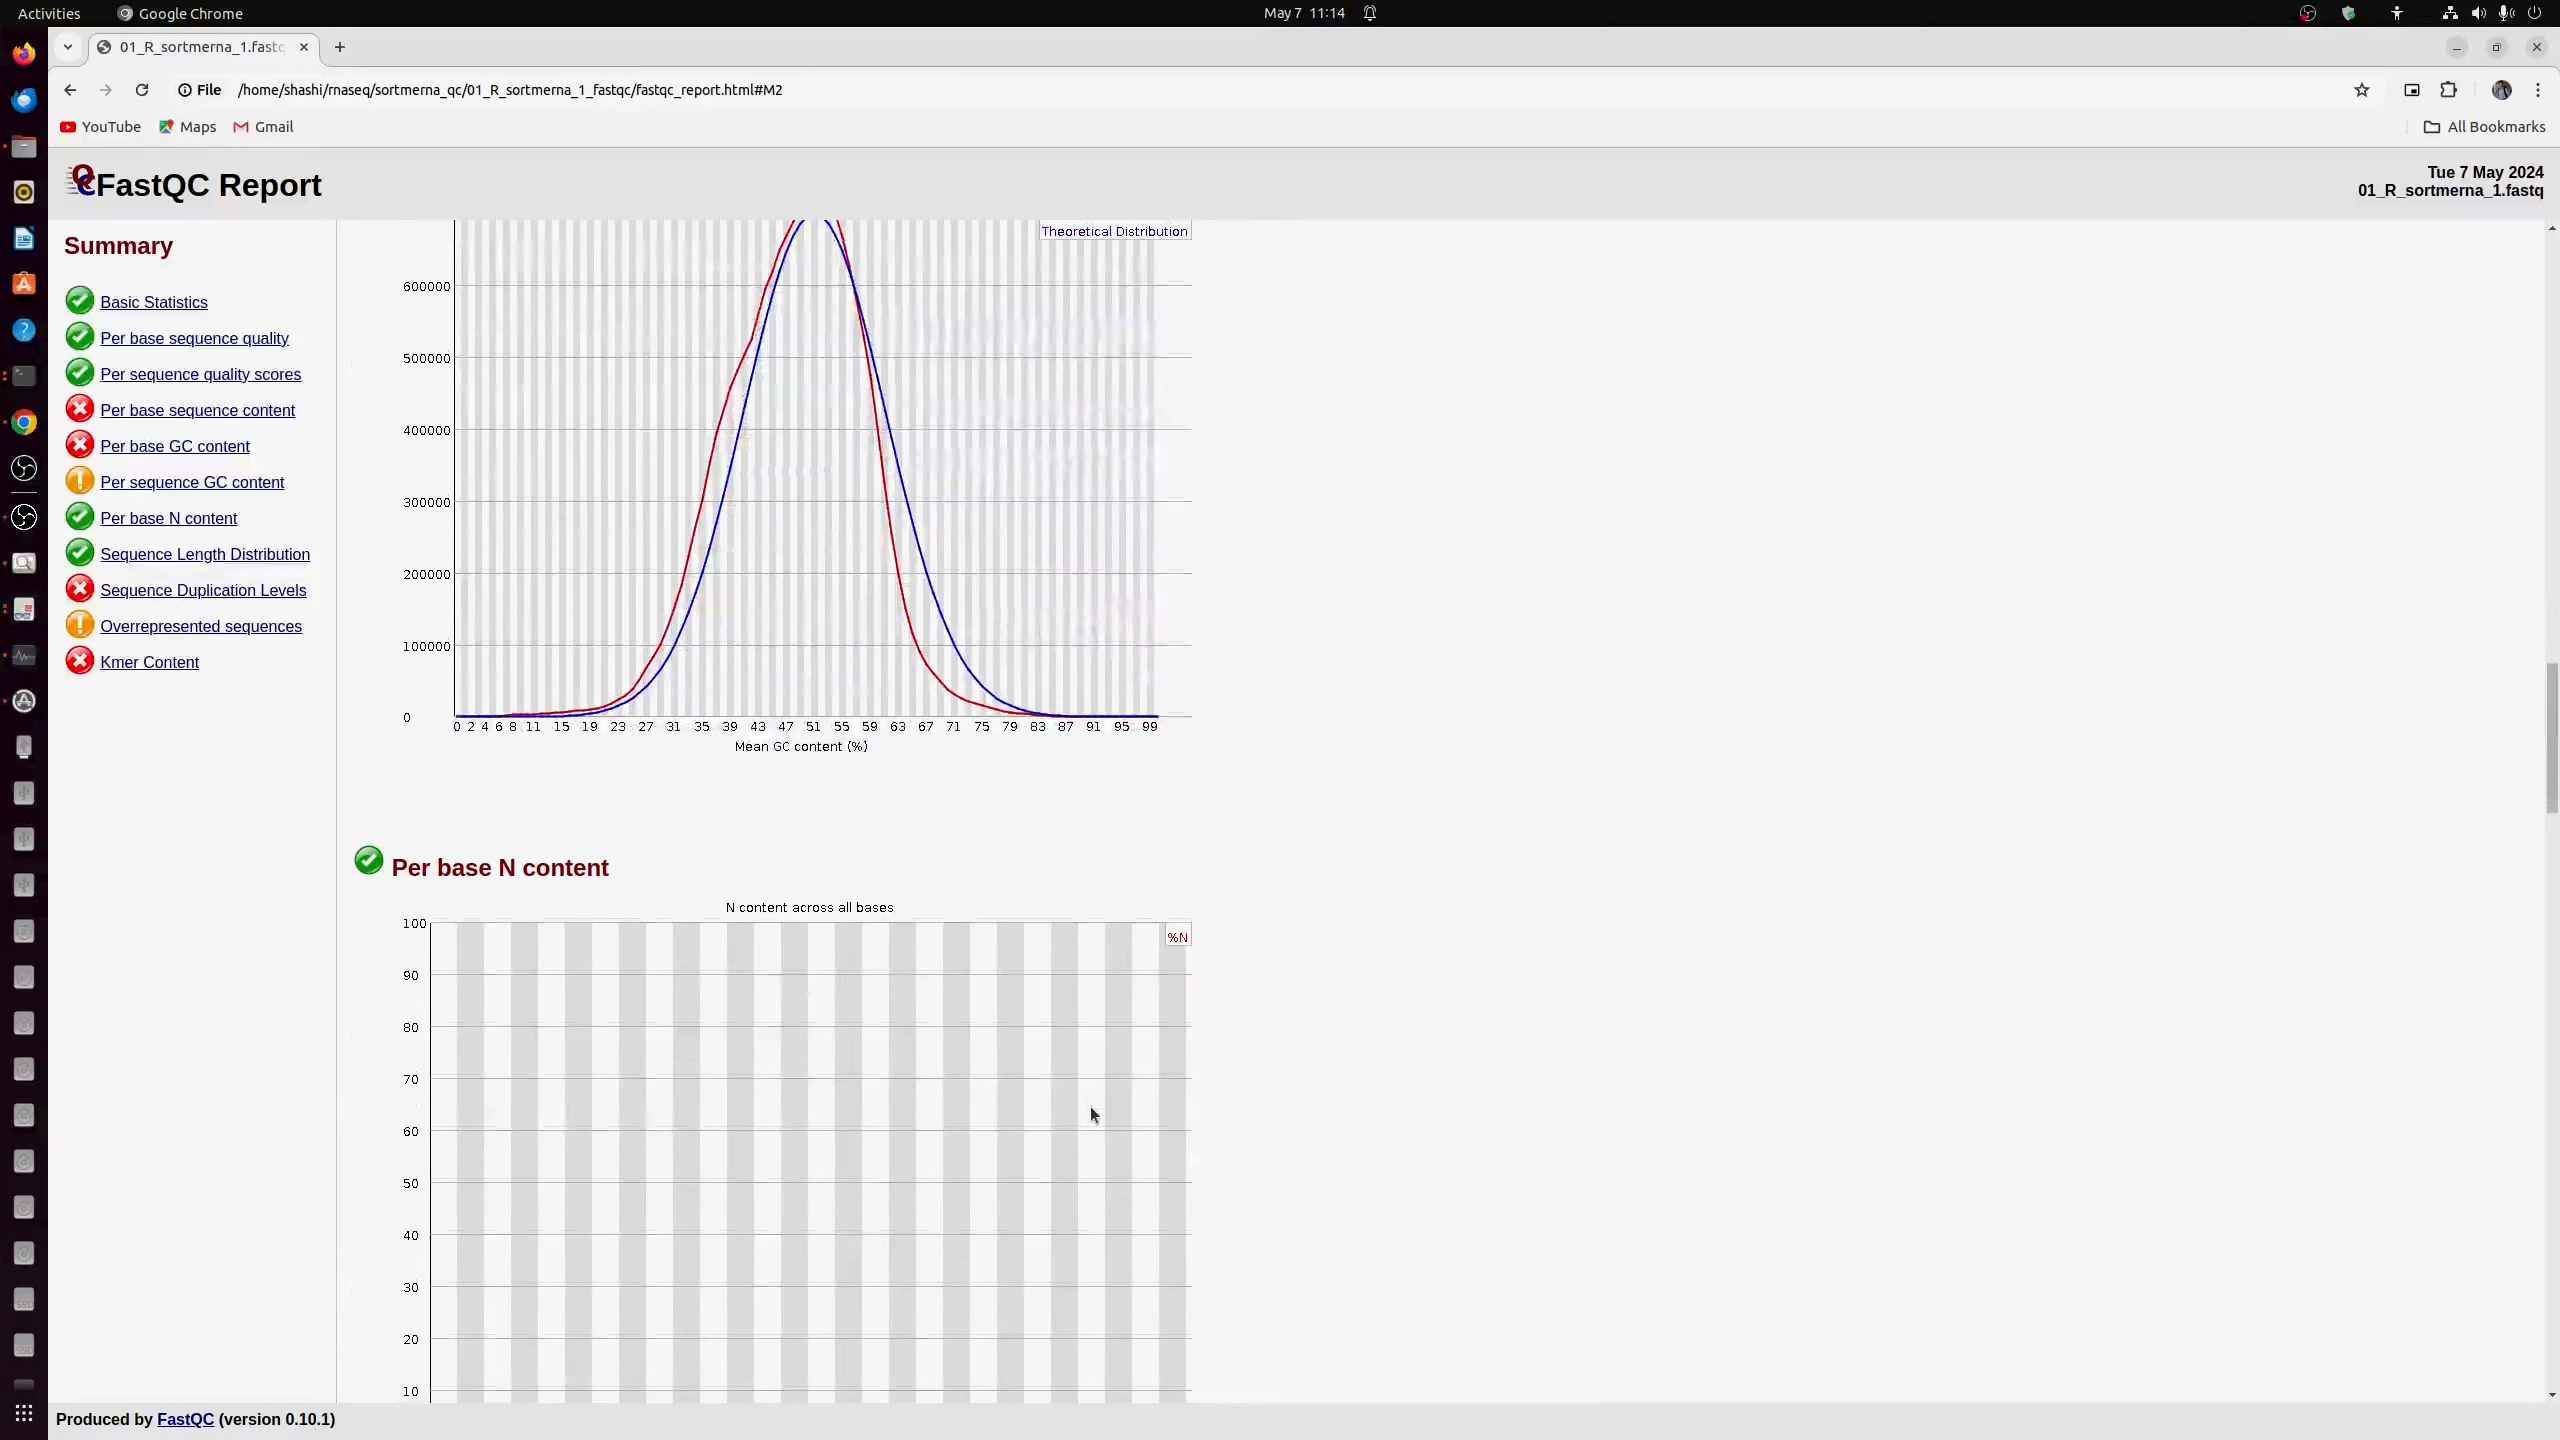 Activities
Google Chrome
May 7 11:14
01_R_sortmerna_1.fastq
File
/home/shashi/rnaseq/sortmerna_qc/01_R_sortmerna_1_fastqc/fastqc_report.html#M2
YouTube
Maps
Gmail
All Bookmarks
FastQC Report
Tue 7 May 2024
01_R_sortmerna_1.fastq
Summary
Basic Statistics
Per base sequence quality
Per sequence quality scores
Per base sequence content
Per base GC content
Per sequence GC content
Per base N content
Sequence Length Distribution
Sequence Duplication Levels
Overrepresented sequences
Kmer Content
Theoretical Distribution
600000
500000
400000
300000
200000
100000
0
0 2 4 6 8 11 15 19 23 27 31 35 39 43 47 51 55 59 63 67 71 75 79 83 87 91 95 99
Mean GC content (%)
Per base N content
N content across all bases
%N
100
90
80
70
60
50
40
30
20
10
Produced by FastQC (version 0.10.1)